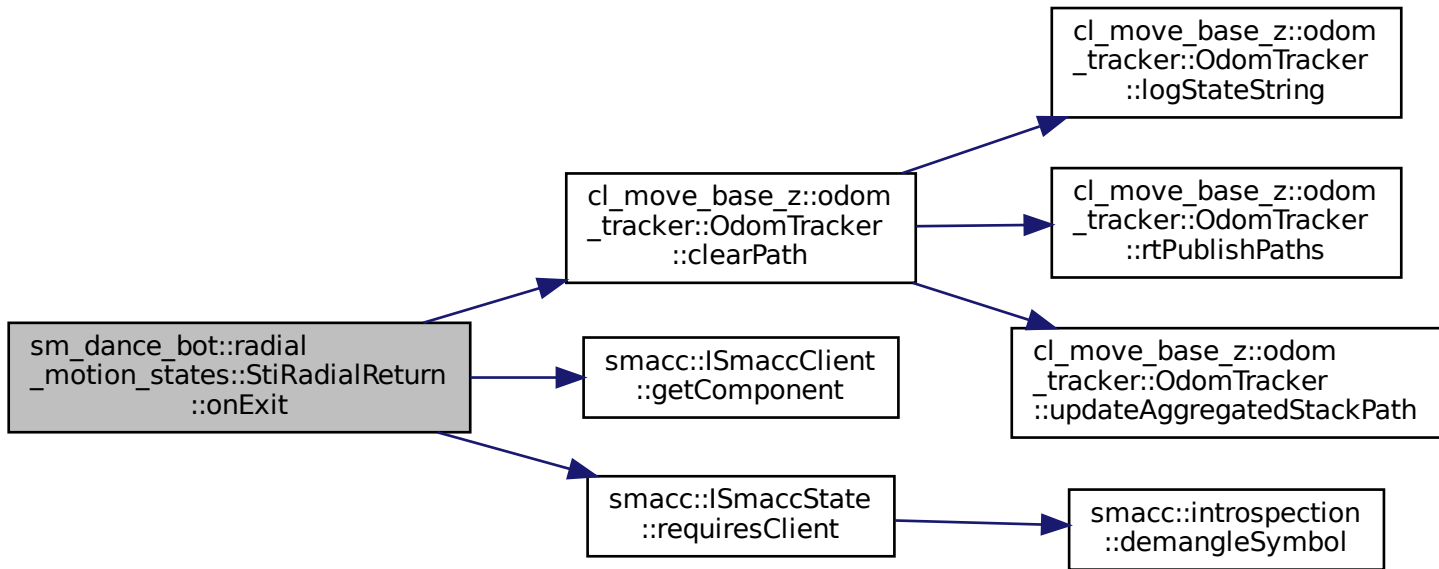 sm_dance_bot::radial
_motion_states::StiRadialReturn
::onExit
cl_move_base_z::odom
_tracker::OdomTracker
::clearPath
smacc::ISmaccClient
::getComponent
smacc::ISmaccState
::requiresClient
cl_move_base_z::odom
_tracker::OdomTracker
::logStateString
cl_move_base_z::odom
_tracker::OdomTracker
::rtPublishPaths
cl_move_base_z::odom
_tracker::OdomTracker
::updateAggregatedStackPath
smacc::introspection
::demangleSymbol